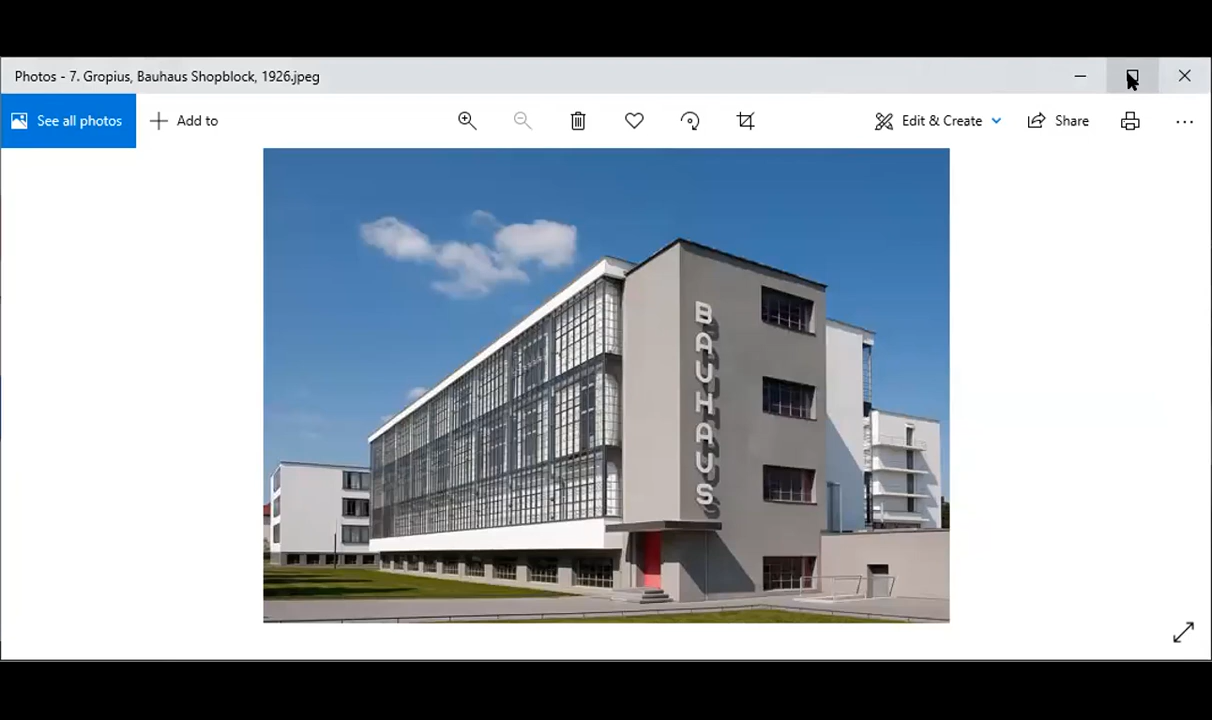 Photos - 7. Gropius, Bauhaus Shopblock, 1926.jpeg
See all photos
Add to
Edit & Create
Share
BAUHAUS